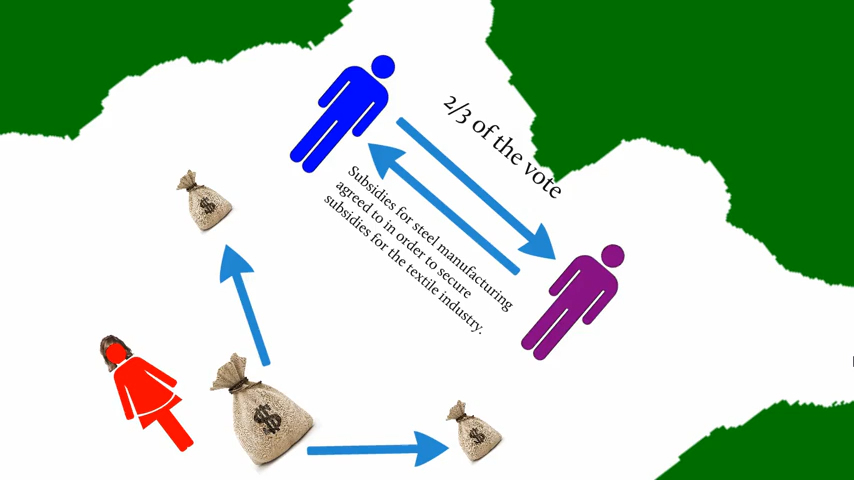 2/3 of the vote
Subsidies for steel manufacturing
agreed to in order to secure
subsidies for the textile industry.
$
$
$